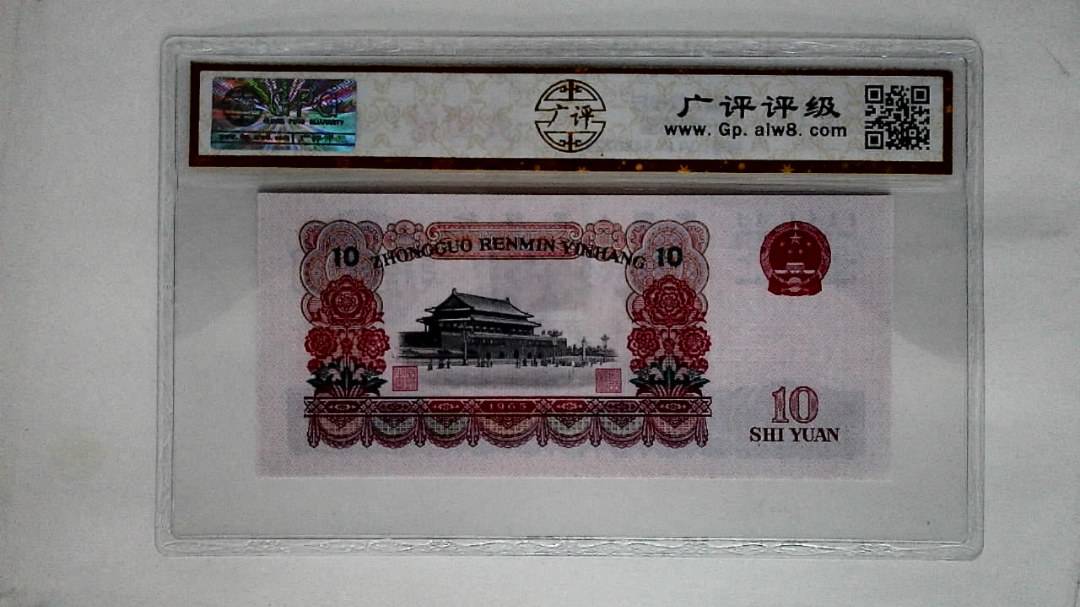 GPG
广评
广评评级
www.Gp.alw8.com
10 ZHONGGUO RENMIN YINHANG 10
1965
10
SHI YUAN